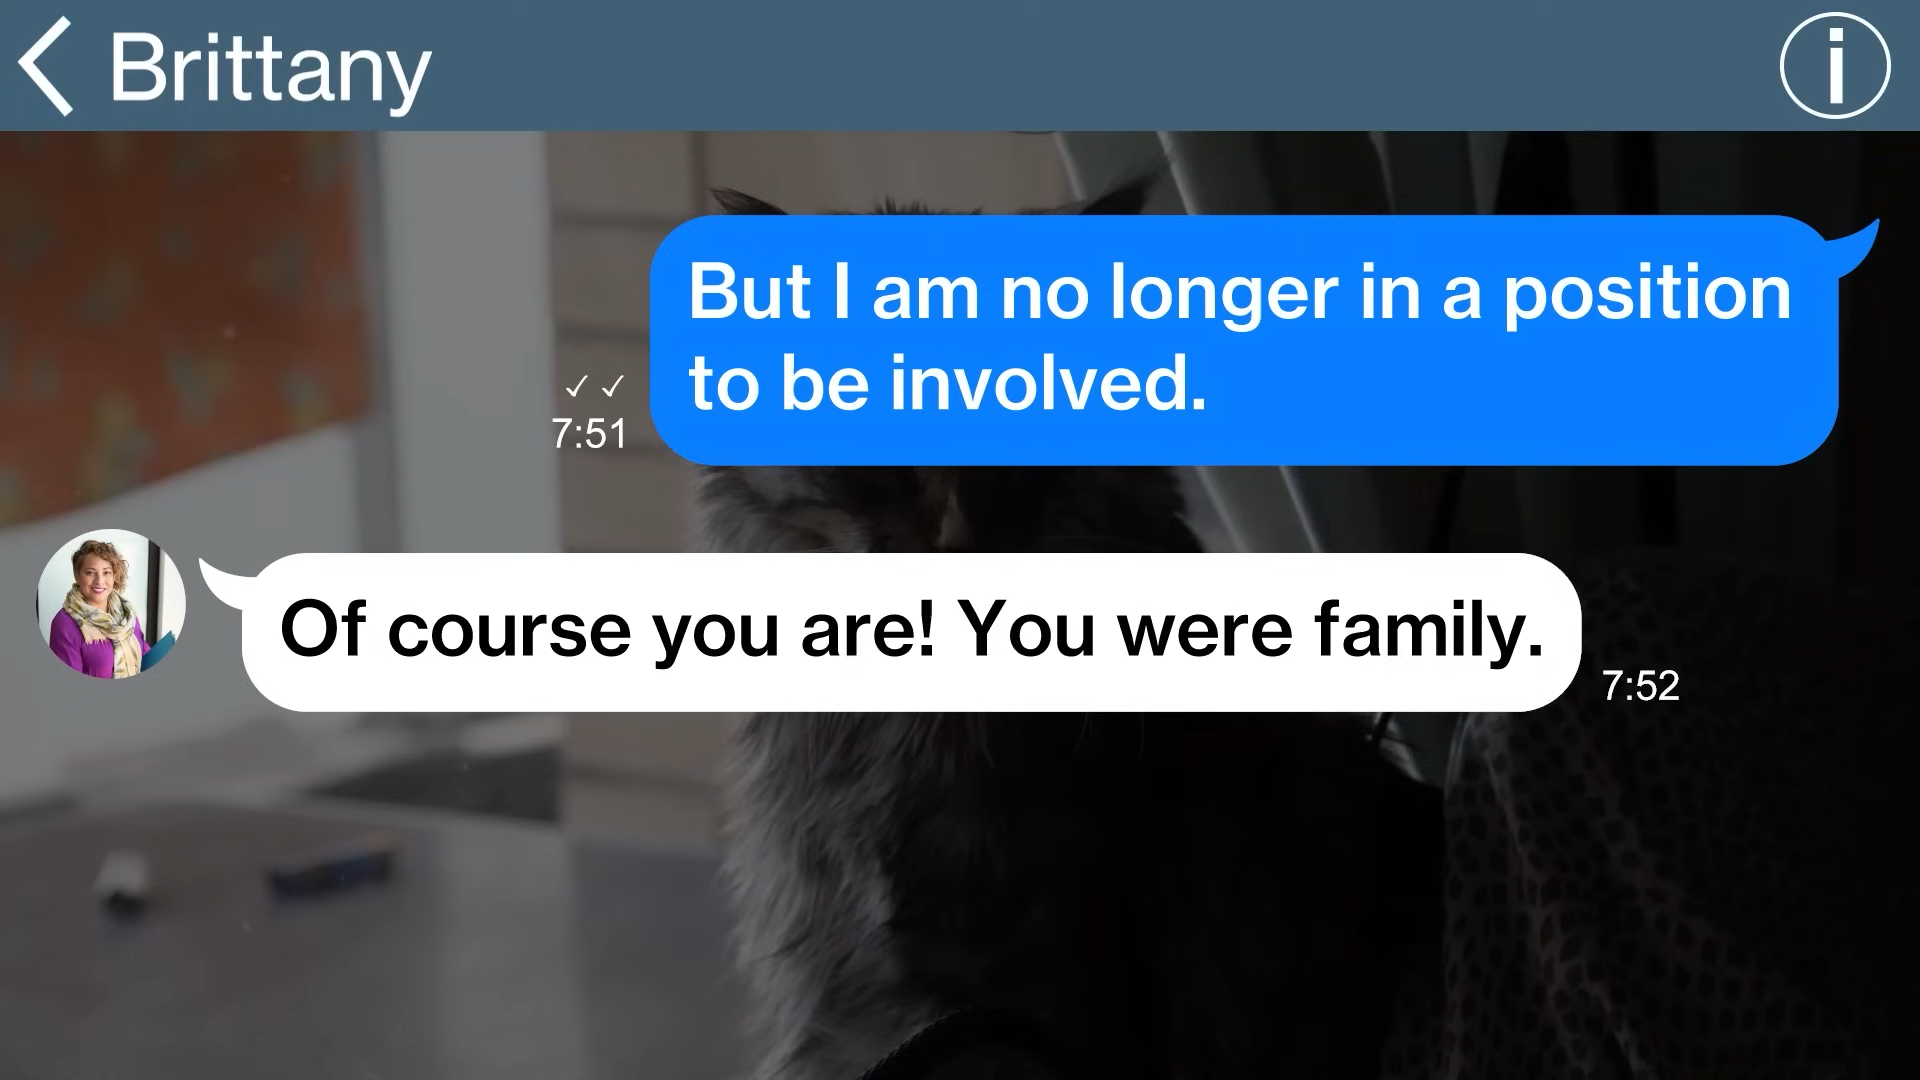 Brittany
But I am no longer in a position
to be involved.
7:51
Of course you are! You were family.
7:52